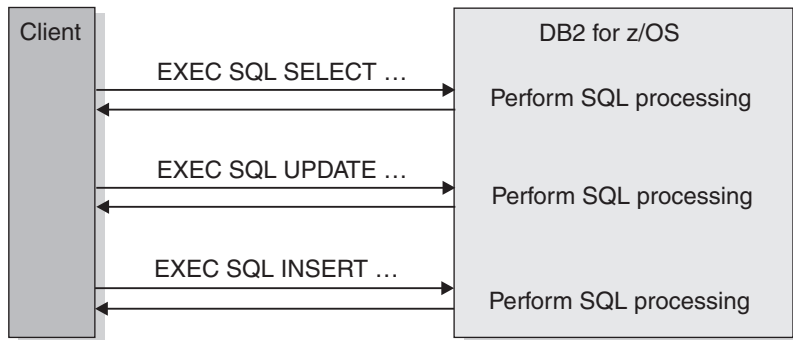 Client
DB2 for z/OS
EXEC SQL SELECT …
Perform SQL processing
EXEC SQL UPDATE …
Perform SQL processing
EXEC SQL INSERT …
Perform SQL processing